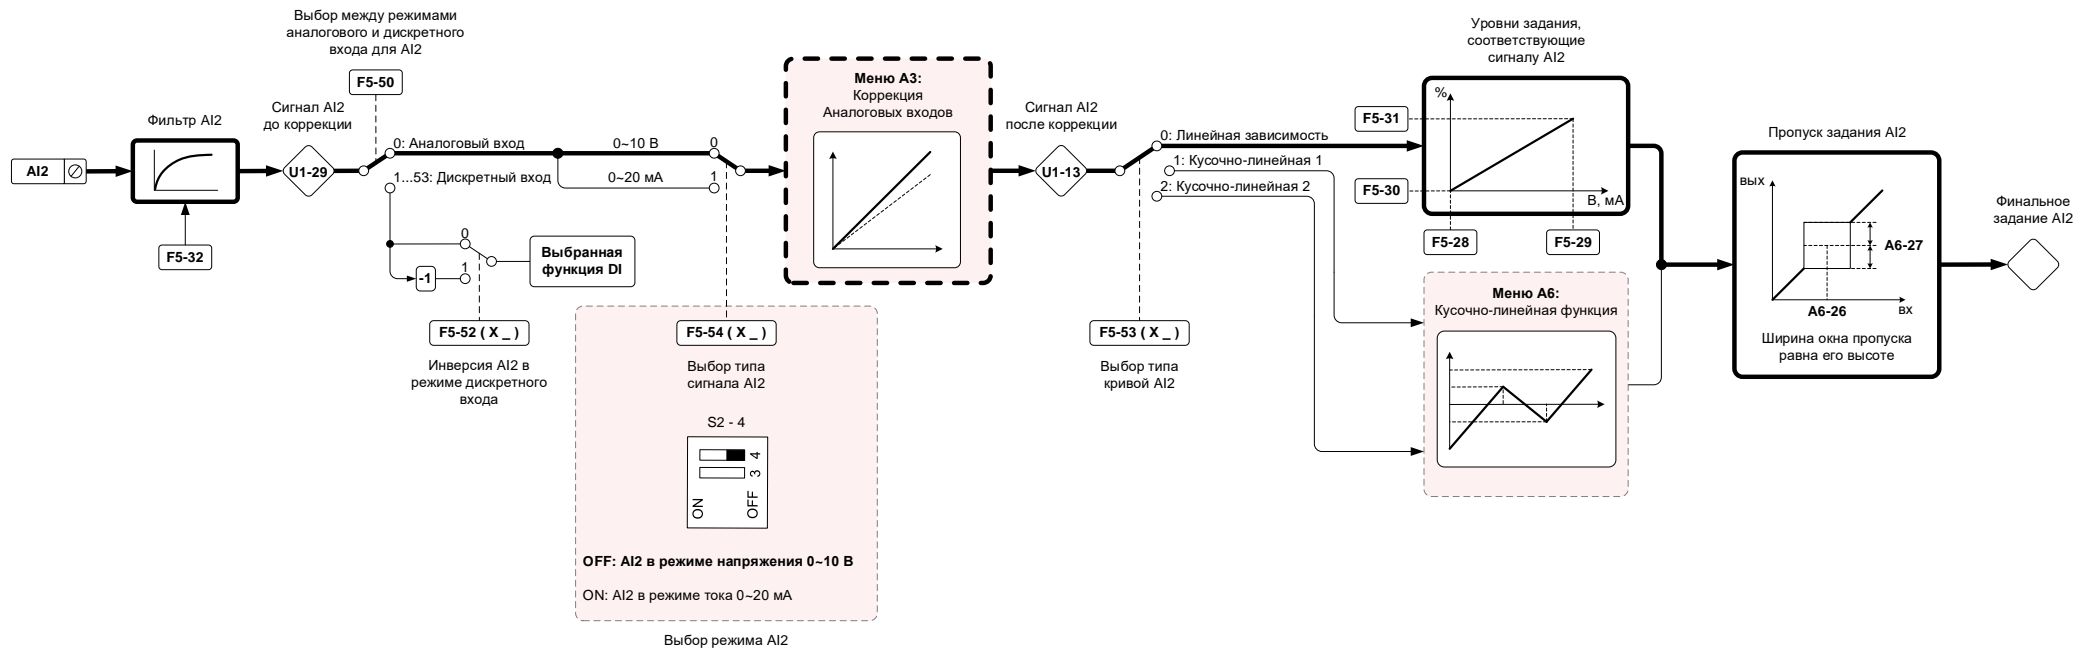 Выбор между режимами
аналогового и дискретного
входа для AI2
F5-50
Фильтр AI2
Сигнал AI2
до коррекции
AI2
U1-29
F5-32
0: Аналоговый вход
1...53: Дискретный вход
0~10 В
0~20 мА
0
1
0
1
-1
Выбранная
функция DI
F5-52 ( X _ )
Инверсия AI2 в
режиме дискретного
входа
F5-54 ( X _ )
Выбор типа
сигнала AI2
S2 - 4
4
3
ON
OFF
OFF: AI2 в режиме напряжения 0~10 В
ON: AI2 в режиме тока 0~20 мА
Выбор режима AI2
Меню A3:
Коррекция
Аналоговых входов
Сигнал AI2
после коррекции
U1-13
0: Линейная зависимость
1: Кусочно-линейная 1
2: Кусочно-линейная 2
F5-53 ( X _ )
Выбор типа
кривой AI2
Уровни задания,
соответствующие
сигналу AI2
%
В, мА
F5-31
F5-30
F5-28
F5-29
Меню A6:
Кусочно-линейная функция
Пропуск задания AI2
вых
A6-27
A6-26
вх
Ширина окна пропуска
равна его высоте
Финальное
задание AI2